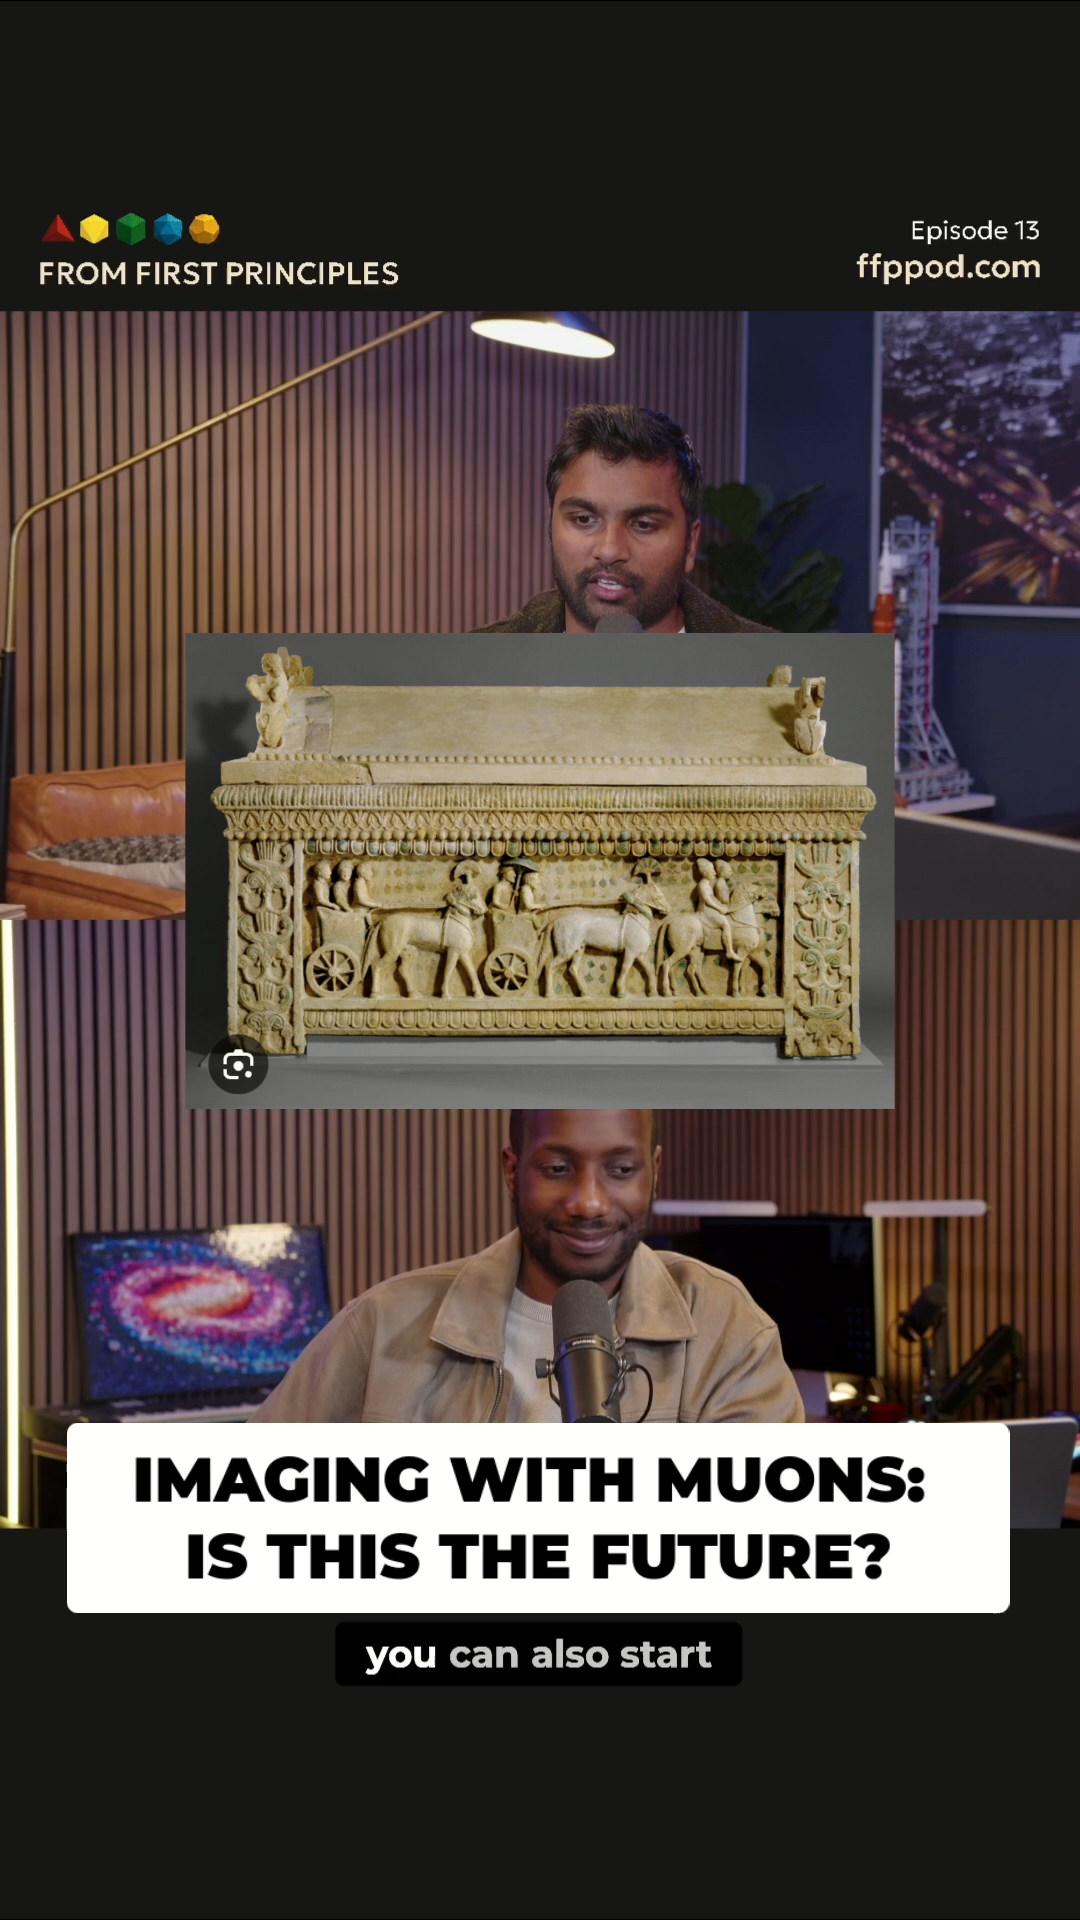 FROM FIRST PRINCIPLES
Episode 13
ffppod.com
IMAGING WITH MUONS:
IS THIS THE FUTURE?
you can also start